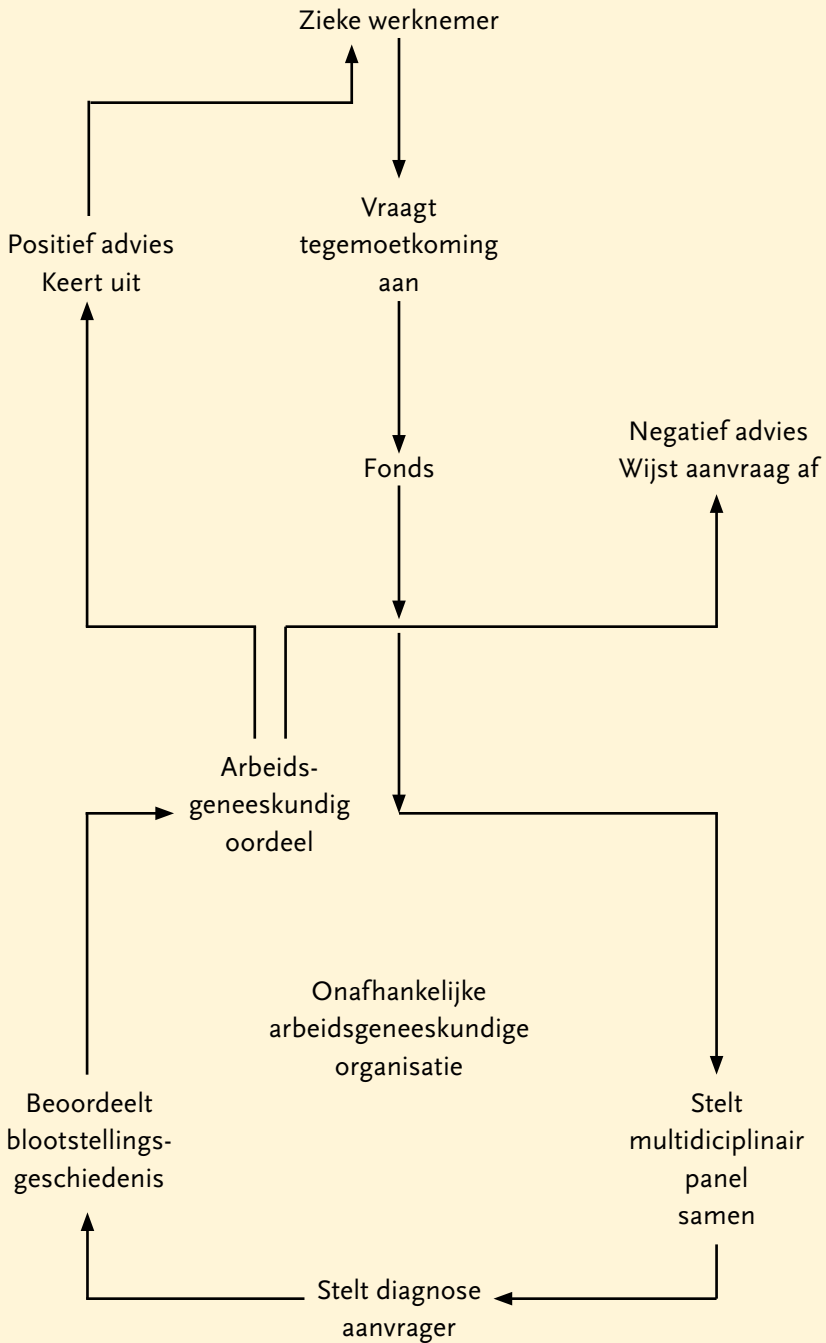 Zieke werknemer
Vraagt
tegemoetkoming
aan
Positief advies
Keert uit
Fonds
Negatief advies
Wijst aanvraag af
Arbeids-
geneeskundig
oordeel
Onafhankelijke
arbeidsgeneeskundige
organisatie
Stelt
multidiciplinair
panel
samen
Stelt diagnose
aanvrager
Beoordeelt
blootstellings-
geschiedenis